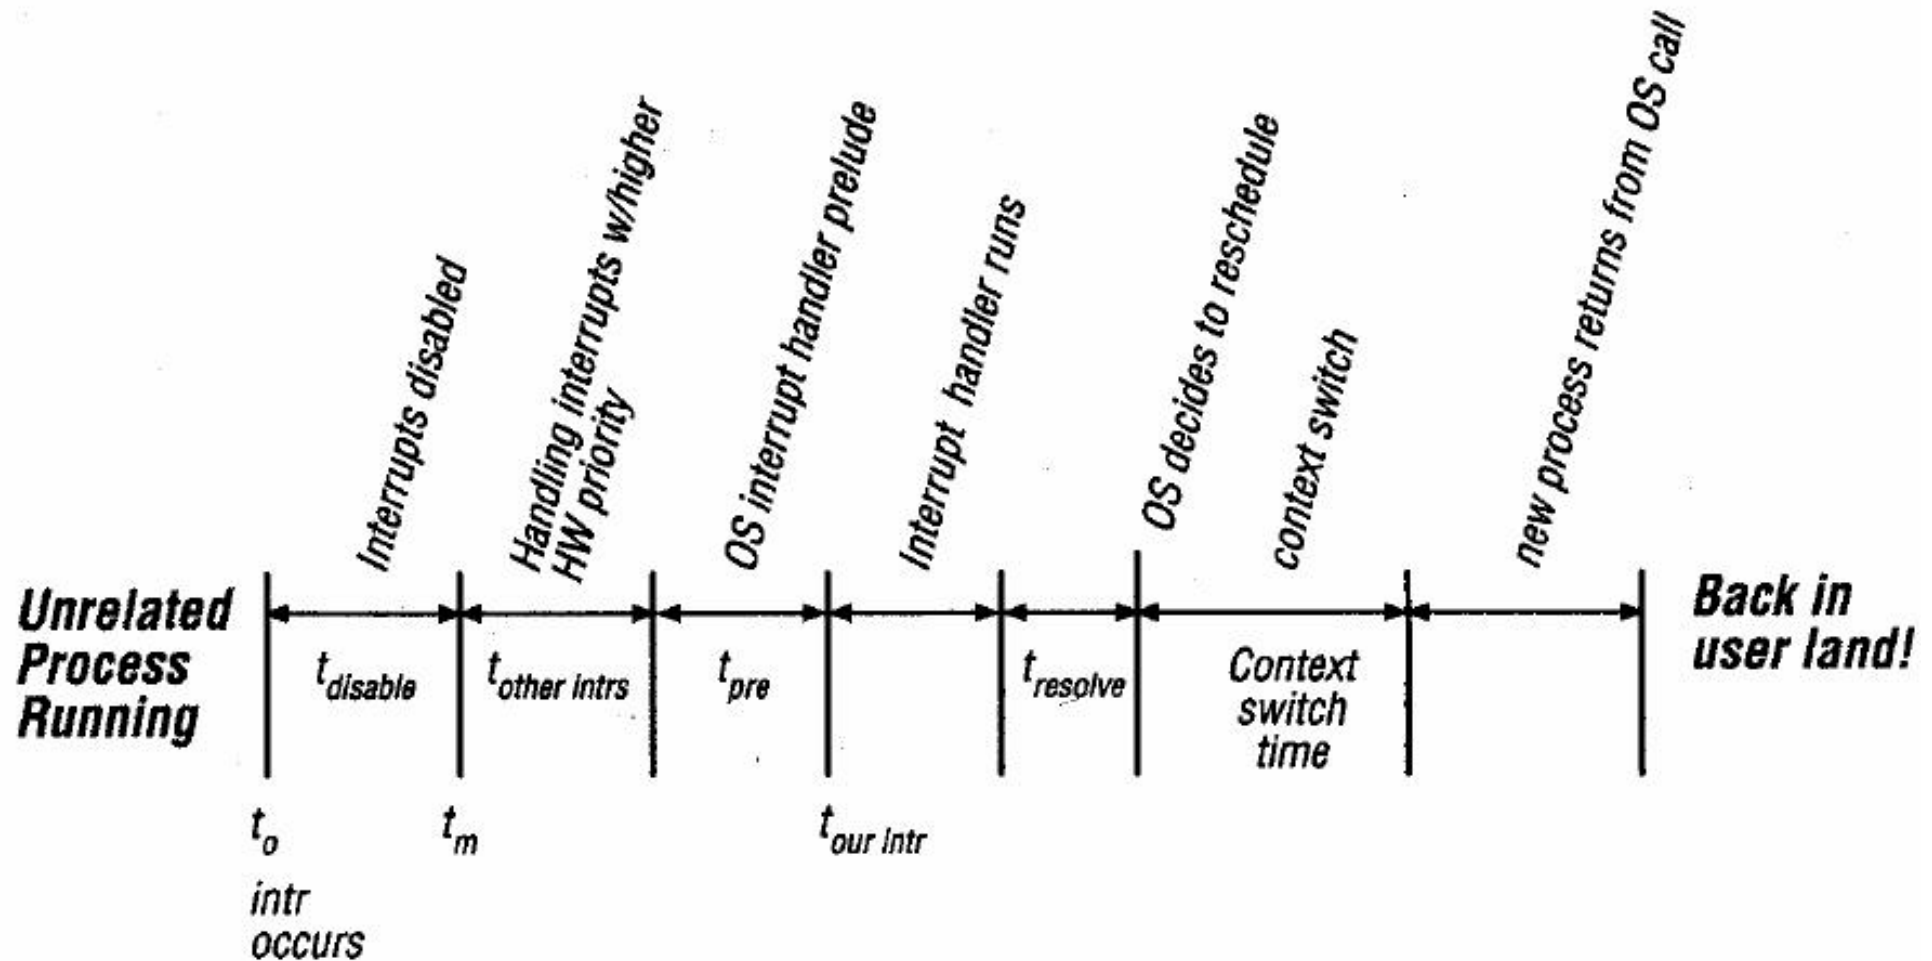 Interrupts disabled
Handling interrupts w/higher
HW priority
OS interrupt handler prelude
Interrupt handler runs
OS decides to reschedule
context switch
new process returns from OS call
Unrelated
Process
Running
t_disable
t_other intrs
t_pre
t_resolve
Context
switch
time
Back in
user land!
t_o
intr
occurs
t_m
t_our intr